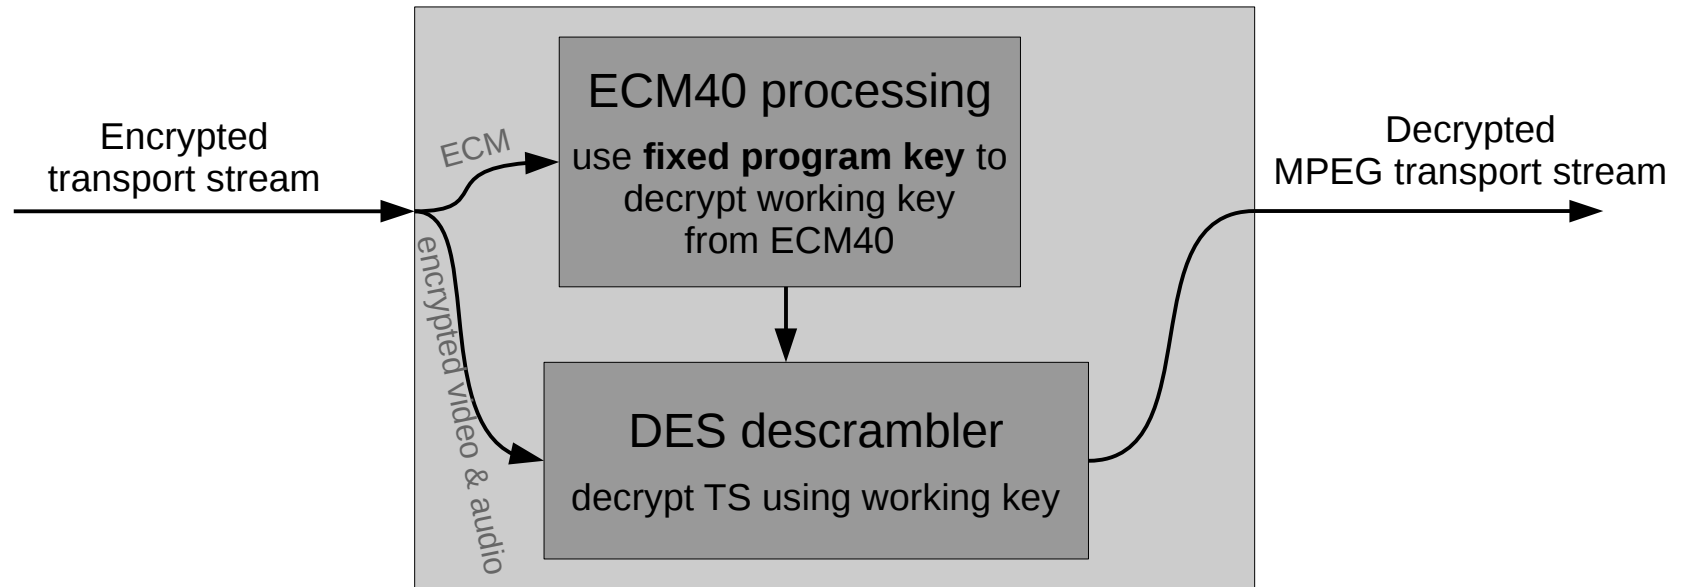 Encrypted
transport stream
ECM
encrypted video & audio
ECM40 processing
use fixed program key to
decrypt working key
from ECM40
DES descrambler
decrypt TS using working key
Decrypted
MPEG transport stream